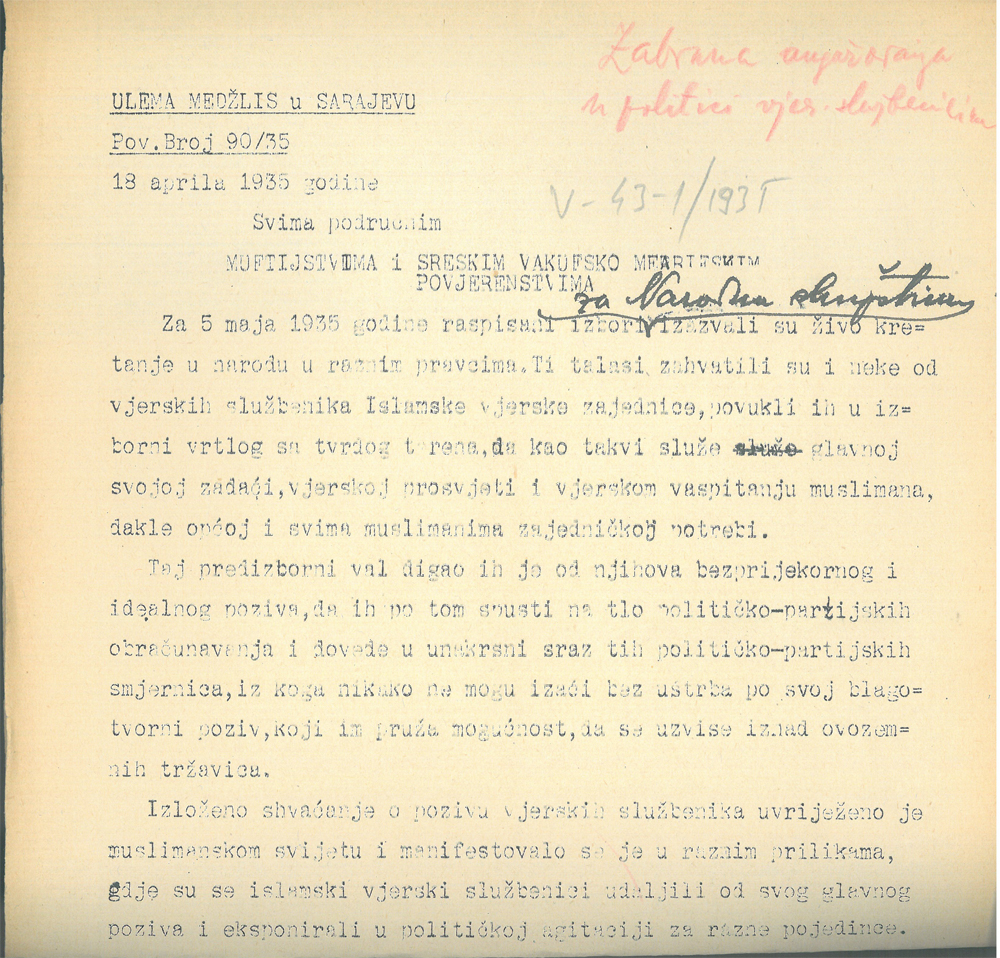 Zabrana angažovanja
u politici vjer. službenicima
ULEMA MEDŽLIS u SARAJEVU
Pov.Broj 90/35
18 aprila 1935 godine
V - 43-1/1935
Svima područnim
MUFTIJSTVIMA i SRESKIM VAKUFSKO MEARIFSKIM
POVJERENSTVIMA
za Narodnu skupštinu
Za 5 maja 1935 godine raspisani izbori izazvali su živo kre=
tanje u narodu u raznim pravcima.Ti talasi zahvatili su i neke od
vjerskih službenika Islamske vjerske zajednice,povukli ih u iz=
borni vrtlog sa tvrdog terena,da kao takvi služe služe glavnoj
svojoj zadaći,vjerskoj prosvjeti i vjerskom vaspitanju muslimana,
dakle općoj i svima muslimanima zajedničkoj potrebi.
Taj predizborni val digao ih je od njihova bezprijekornog i
idealnog poziva,da ih po tom spusti na tlo političko-partijskih
obračunavanja i dovede u unakrsni sraz tih političko-partijskih
smjernica,iz koga nikako ne mogu izaći bez uštrba po svoj blago=
tvorni poziv,koji im pruža mogućnost,da se uzvise iznad ovozem=
nih tržavica.
Izloženo shvaćanje o pozivu vjerskih službenika uvriježeno je
muslimanskom svijetu i manifestovalo se je u raznim prilikama,
gdje su se islamski vjerski službenici udaljili od svog glavnog
poziva i eksponirali u političkoj agitaciji za razne pojedince.